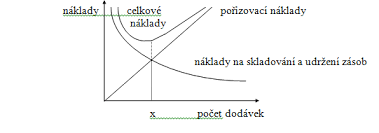 náklady celkové pořizovací náklady
náklady
náklady na skladování a udržení zásob
x počet dodávek